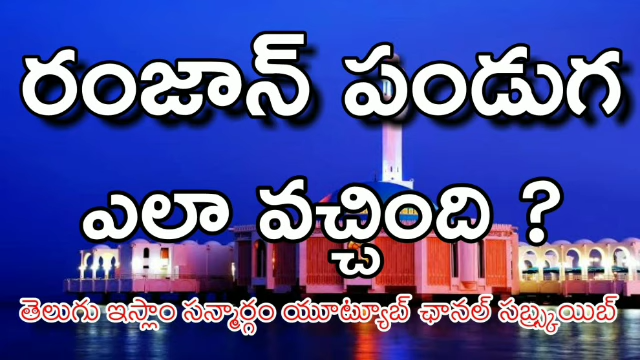 రంజాన్ పండుగ
ఎలా వచ్చింది ?
తెలుగు ఇస్లాం సన్మార్గం యూట్యూబ్ ఛానల్ సబ్స్క్రయిబ్